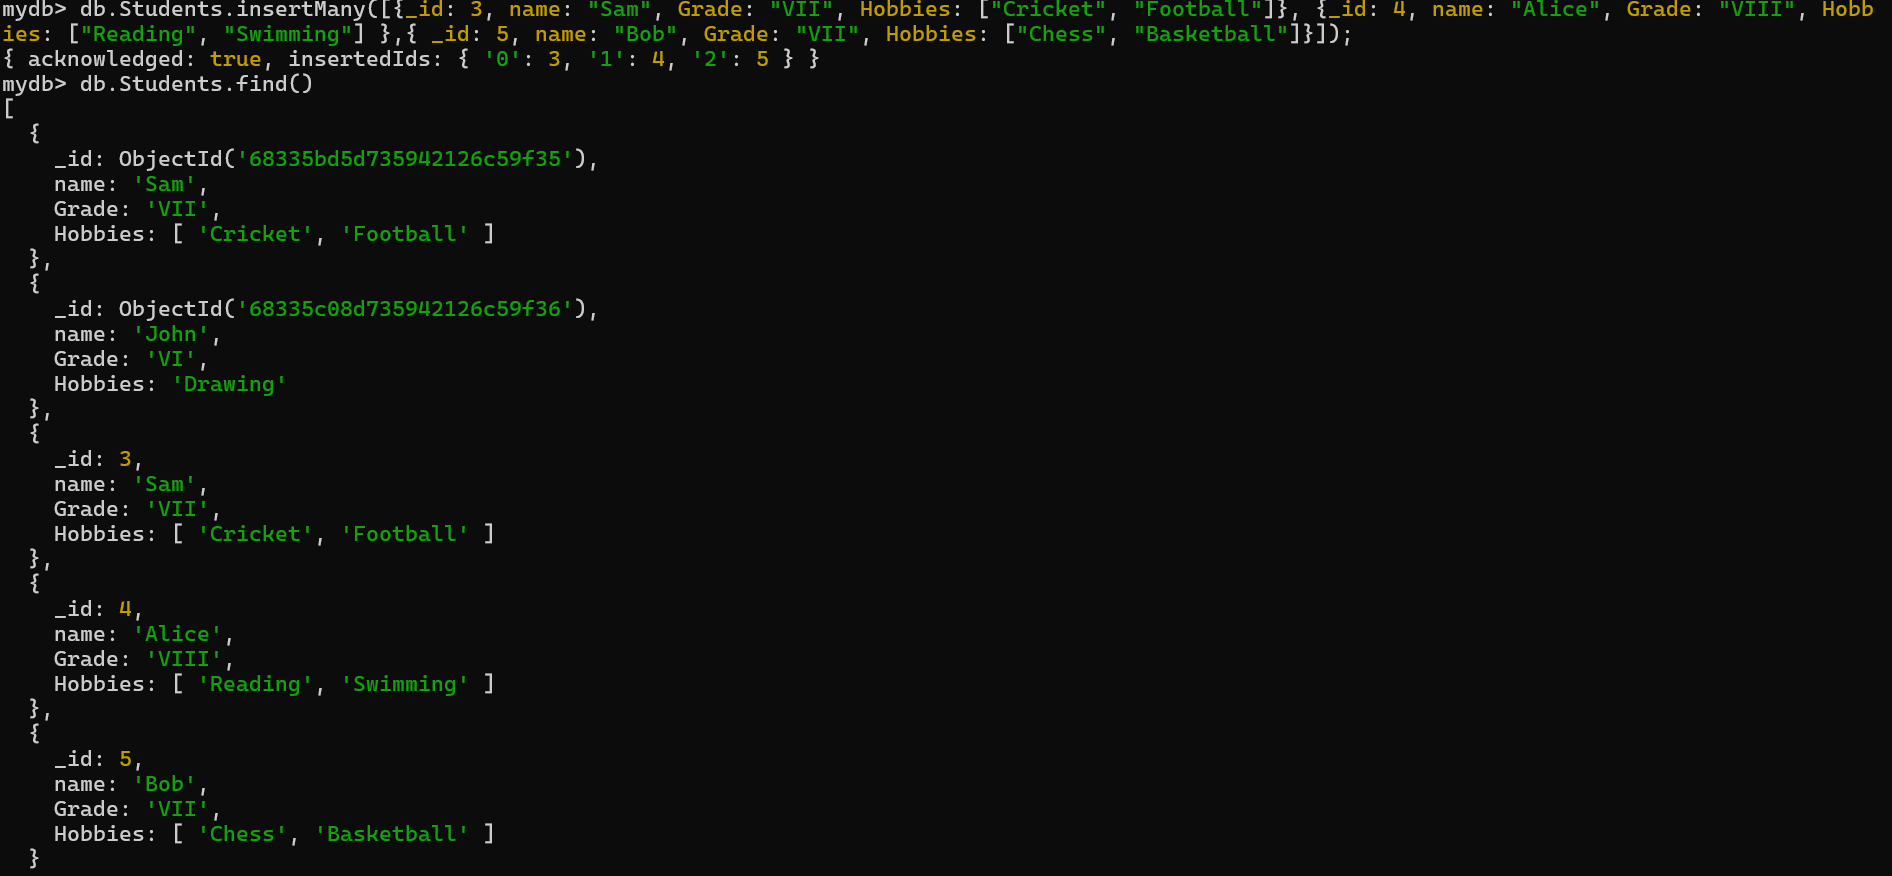 mydb> db.Students.insertMany([{_id: 3, name: "Sam", Grade: "VII", Hobbies: ["Cricket", "Football"]}, {_id: 4, name: "Alice", Grade: "VIII", Hobb
ies: ["Reading", "Swimming"] },{ _id: 5, name: "Bob", Grade: "VII", Hobbies: ["Chess", "Basketball"]}]);
{ acknowledged: true, insertedIds: { '0': 3, '1': 4, '2': 5 } }
mydb> db.Students.find()
[
  {
    _id: ObjectId('68335bd5d735942126c59f35'),
    name: 'Sam',
    Grade: 'VII',
    Hobbies: [ 'Cricket', 'Football' ]
  },
  {
    _id: ObjectId('68335c08d735942126c59f36'),
    name: 'John',
    Grade: 'VI',
    Hobbies: 'Drawing'
  },
  {
    _id: 3,
    name: 'Sam',
    Grade: 'VII',
    Hobbies: [ 'Cricket', 'Football' ]
  },
  {
    _id: 4,
    name: 'Alice',
    Grade: 'VIII',
    Hobbies: [ 'Reading', 'Swimming' ]
  },
  {
    _id: 5,
    name: 'Bob',
    Grade: 'VII',
    Hobbies: [ 'Chess', 'Basketball' ]
  }